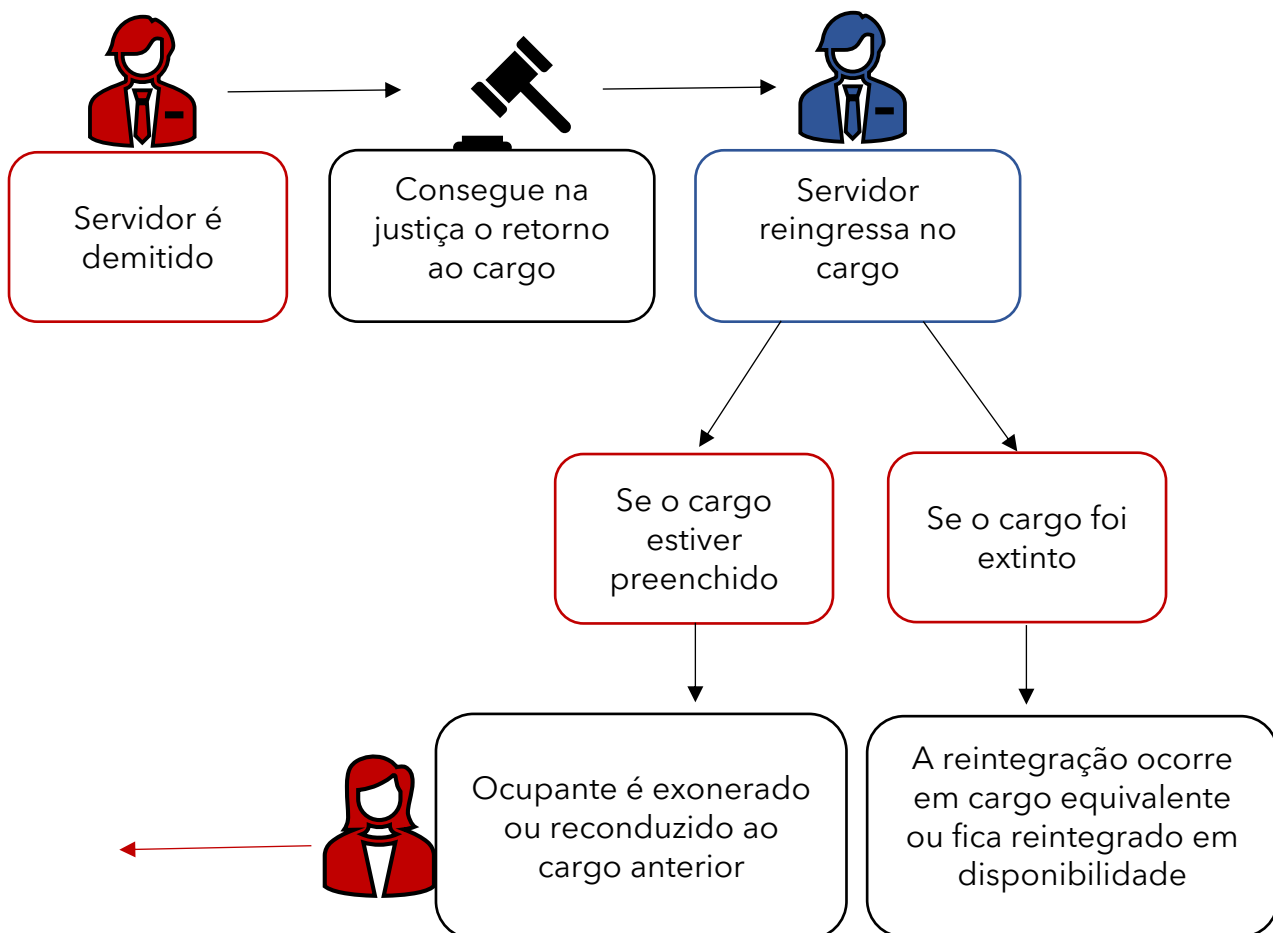 Servidor é
demitido
Consegue na
justiça o retorno
ao cargo
Servidor
reingressa no
cargo
Se o cargo
estiver
preenchido
Se o cargo foi
extinto
Ocupante é exonerado
ou reconduzido ao
cargo anterior
A reintegração ocorre
em cargo equivalente
ou fica reintegrado em
disponibilidade